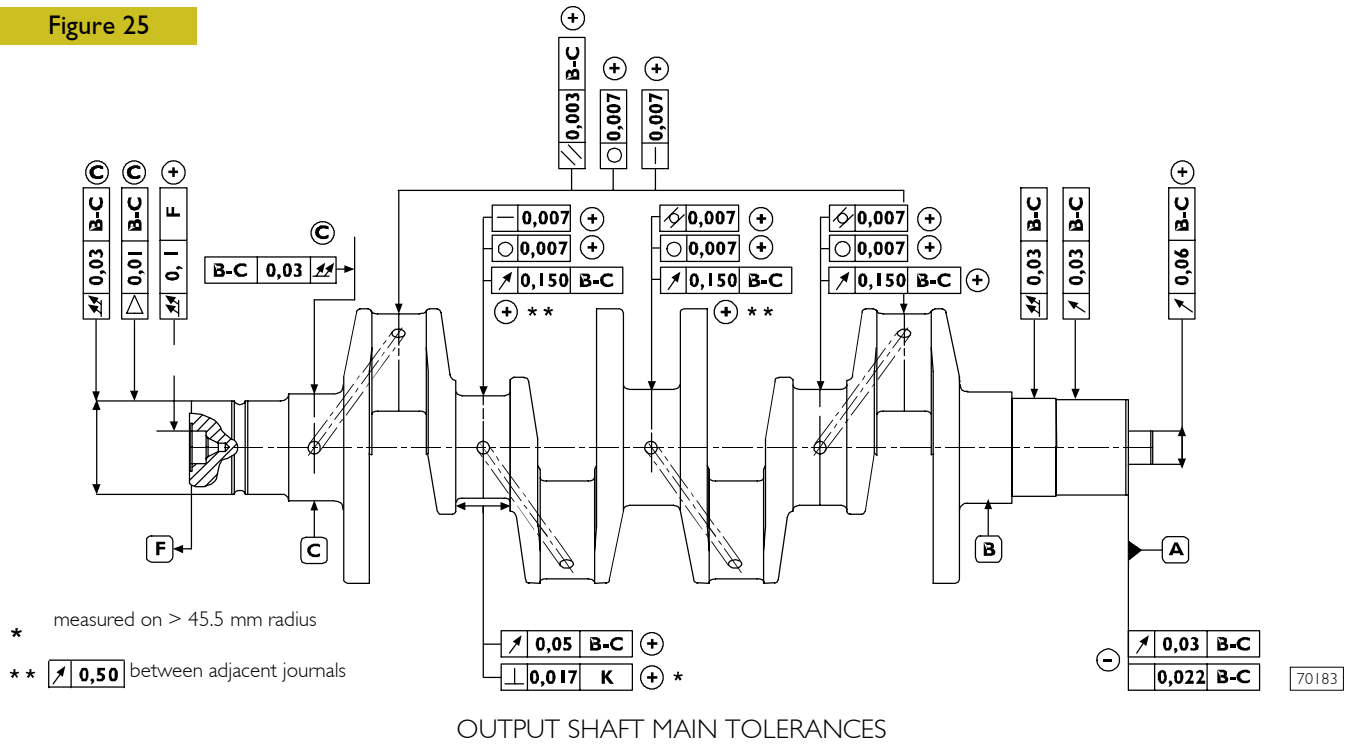 Figure 25
0,003 B-C
0,007
0,007
0,03 B-C
0,01 B-C
0, 1 F
C
C
C
B-C 0,03
0,007
0,007
0,150 B-C
* *
0,007
0,007
0,150 B-C
* *
0,007
0,007
0,150 B-C
0,03 B-C
0,03 B-C
0,06 B-C
F
C
B
A
* measured on > 45.5 mm radius
* * 0,50 between adjacent journals
0,05 B-C
0,017 K *
0,03 B-C
0,022 B-C
70183
OUTPUT SHAFT MAIN TOLERANCES